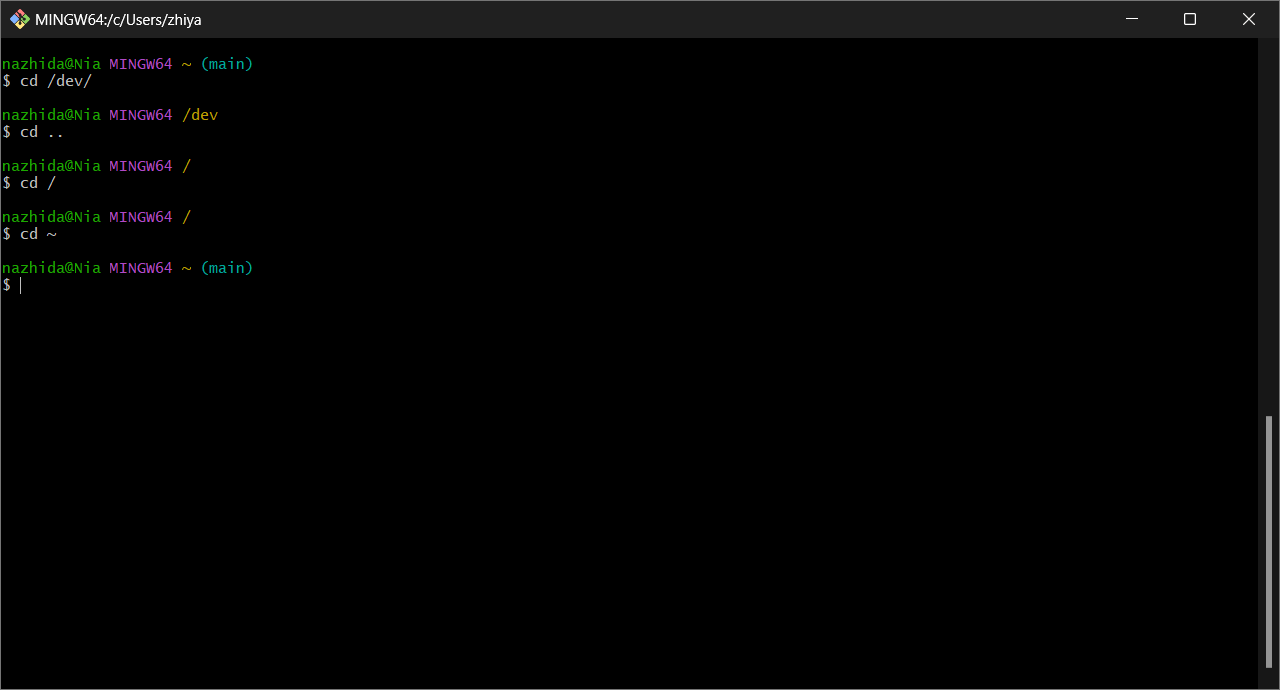 MINGW64:/c/Users/zhiya
nazhida@Nia MINGW64 ~ (main)
$ cd /dev/
nazhida@Nia MINGW64 /dev
$ cd ..
nazhida@Nia MINGW64 /
$ cd /
nazhida@Nia MINGW64 /
$ cd ~
nazhida@Nia MINGW64 ~ (main)
$